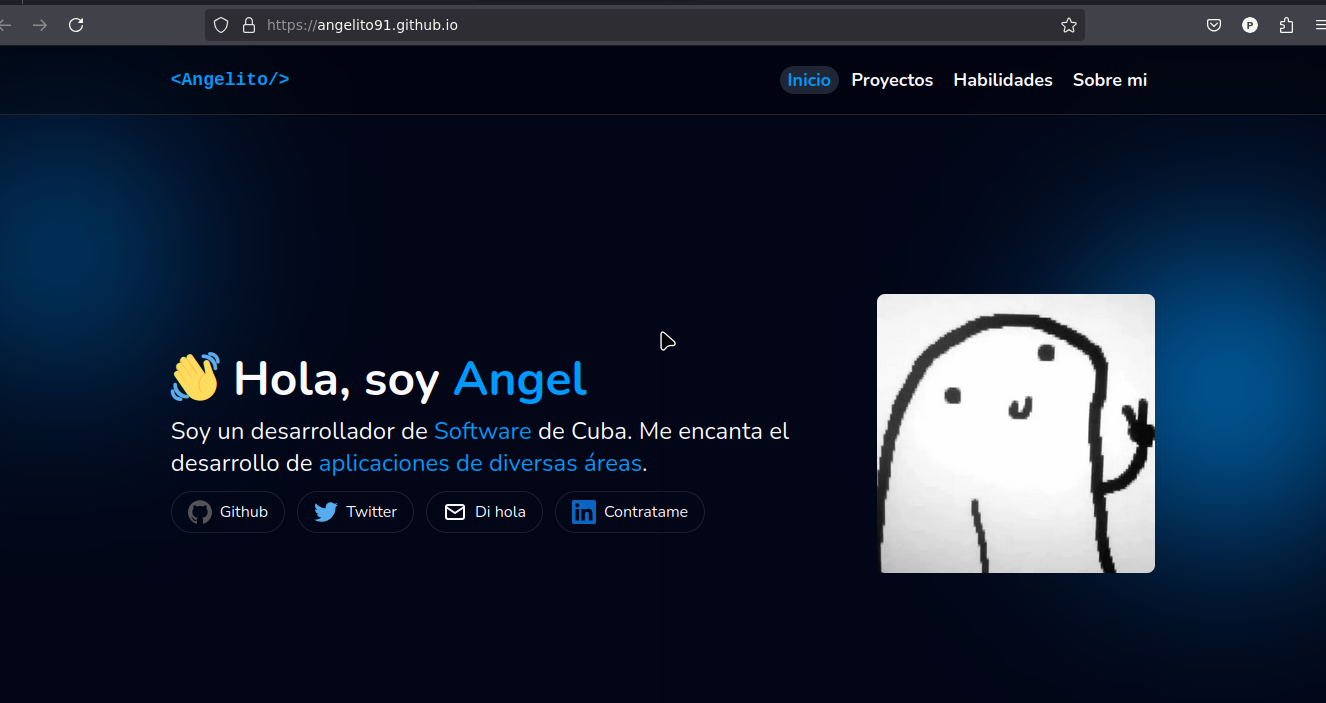 https://angelito91.github.io
<Angelito/>
Inicio Proyectos Habilidades Sobre mi
Hola, soy Angel
Soy un desarrollador de Software de Cuba. Me encanta el
desarrollo de aplicaciones de diversas áreas.
Github Twitter Di hola Contratame